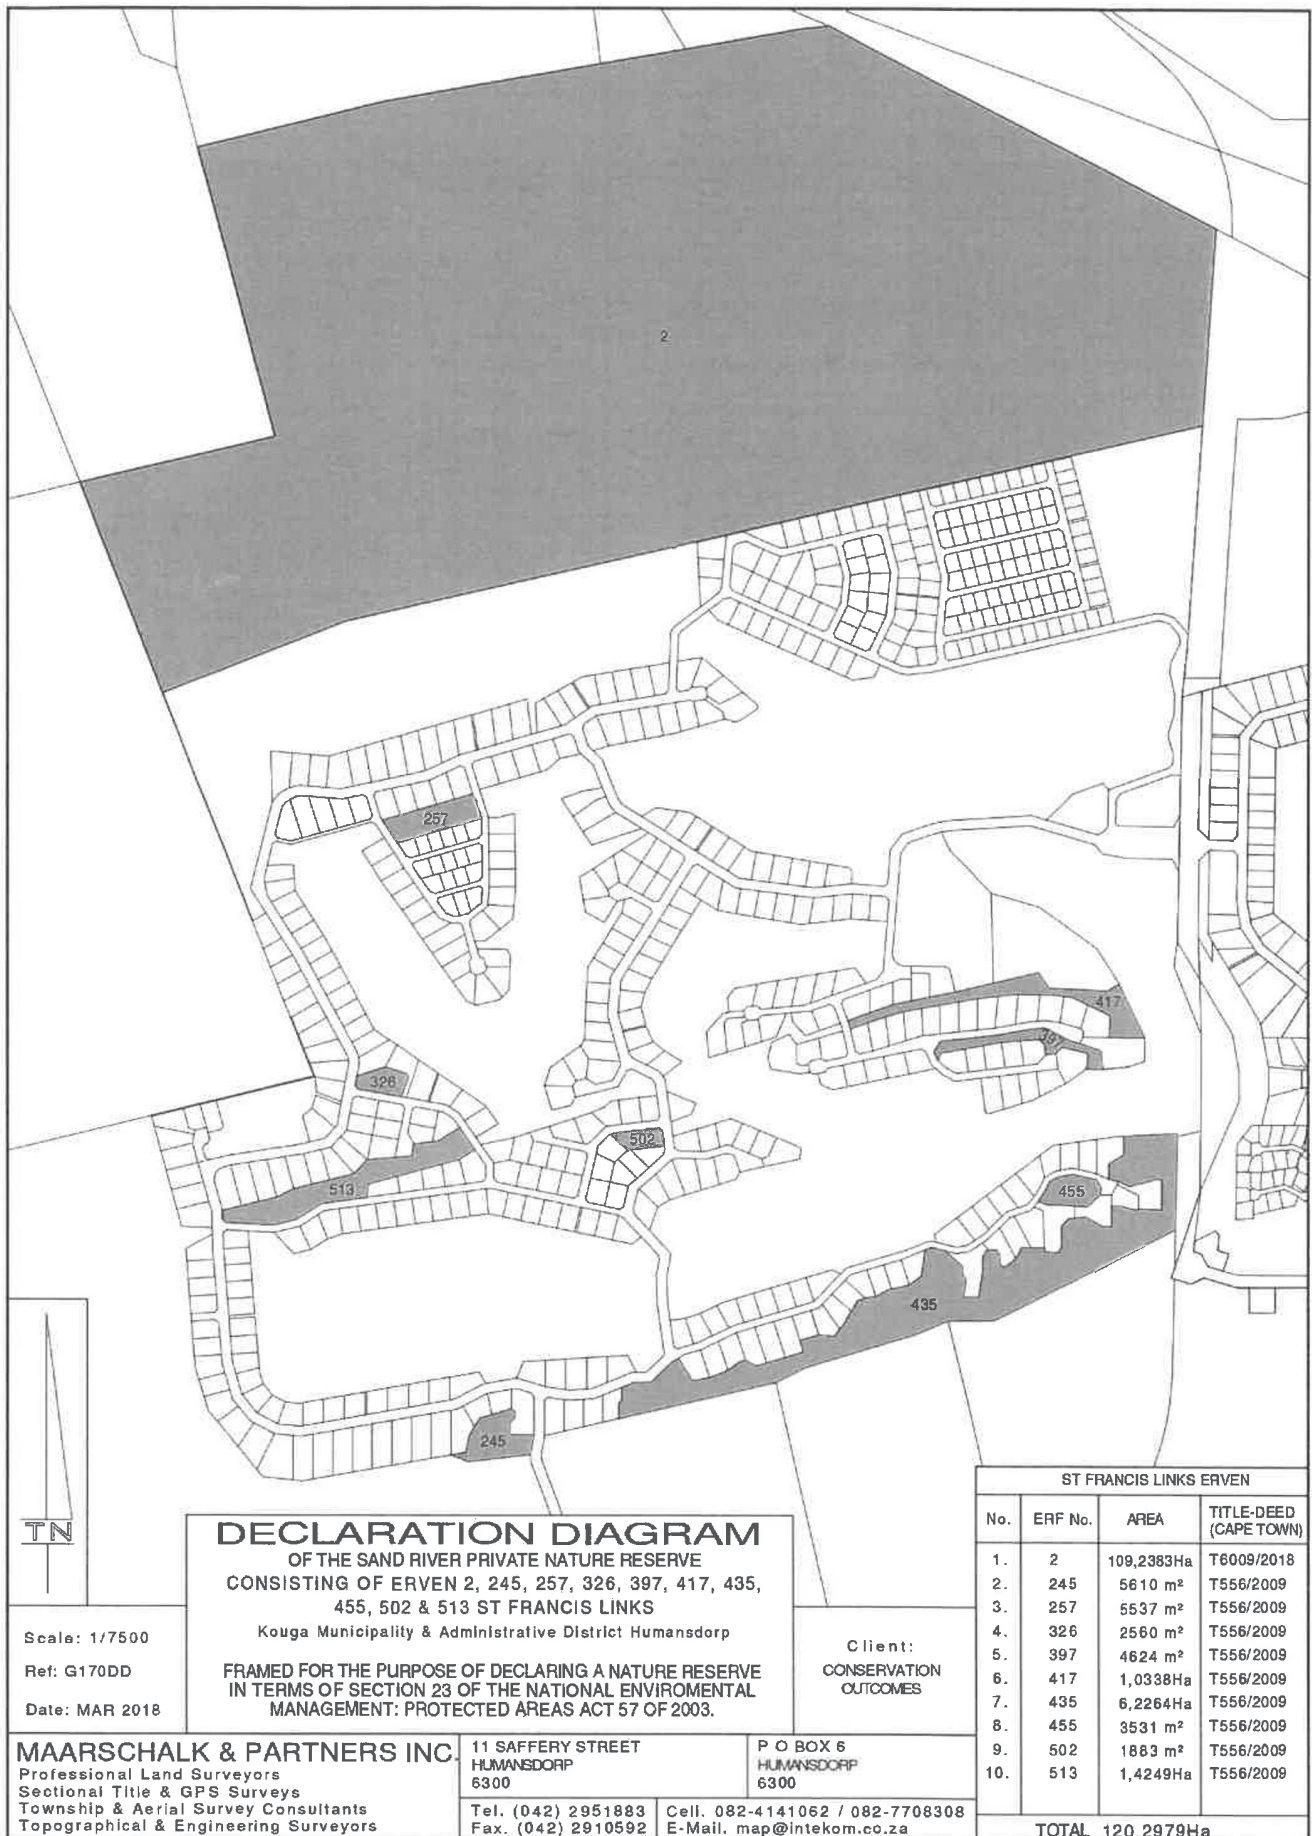 2
257
417
397
326
502
513
455
435
245
TN
Scale: 1/7500
Ref: G170DD
Date: MAR 2018
DECLARATION DIAGRAM
OF THE SAND RIVER PRIVATE NATURE RESERVE
CONSISTING OF ERVEN 2, 245, 257, 326, 397, 417, 435,
455, 502 & 513 ST FRANCIS LINKS
Kouga Municipality & Administrative District Humansdorp
FRAMED FOR THE PURPOSE OF DECLARING A NATURE RESERVE
IN TERMS OF SECTION 23 OF THE NATIONAL ENVIROMENTAL
MANAGEMENT: PROTECTED AREAS ACT 57 OF 2003.
Client:
CONSERVATION
OUTCOMES
ST FRANCIS LINKS ERVEN
No. ERF No. AREA TITLE-DEED (CAPE TOWN)
1. 2 109,2383Ha T6009/2018
2. 245 5610 m² T556/2009
3. 257 5537 m² T556/2009
4. 326 2560 m² T556/2009
5. 397 4624 m² T556/2009
6. 417 1,0338Ha T556/2009
7. 435 6,2264Ha T556/2009
8. 455 3531 m² T556/2009
9. 502 1883 m² T556/2009
10. 513 1,4249Ha T556/2009
TOTAL 120,2979Ha
MAARSCHALK & PARTNERS INC.
Professional Land Surveyors
Sectional Title & GPS Surveys
Township & Aerial Survey Consultants
Topographical & Engineering Surveyors
11 SAFFERY STREET
HUMANSDORP
6300
P O BOX 6
HUMANSDORP
6300
Tel. (042) 2951883
Fax. (042) 2910592
Cell. 082-4141062 / 082-7708308
E-Mail. map@intekom.co.za